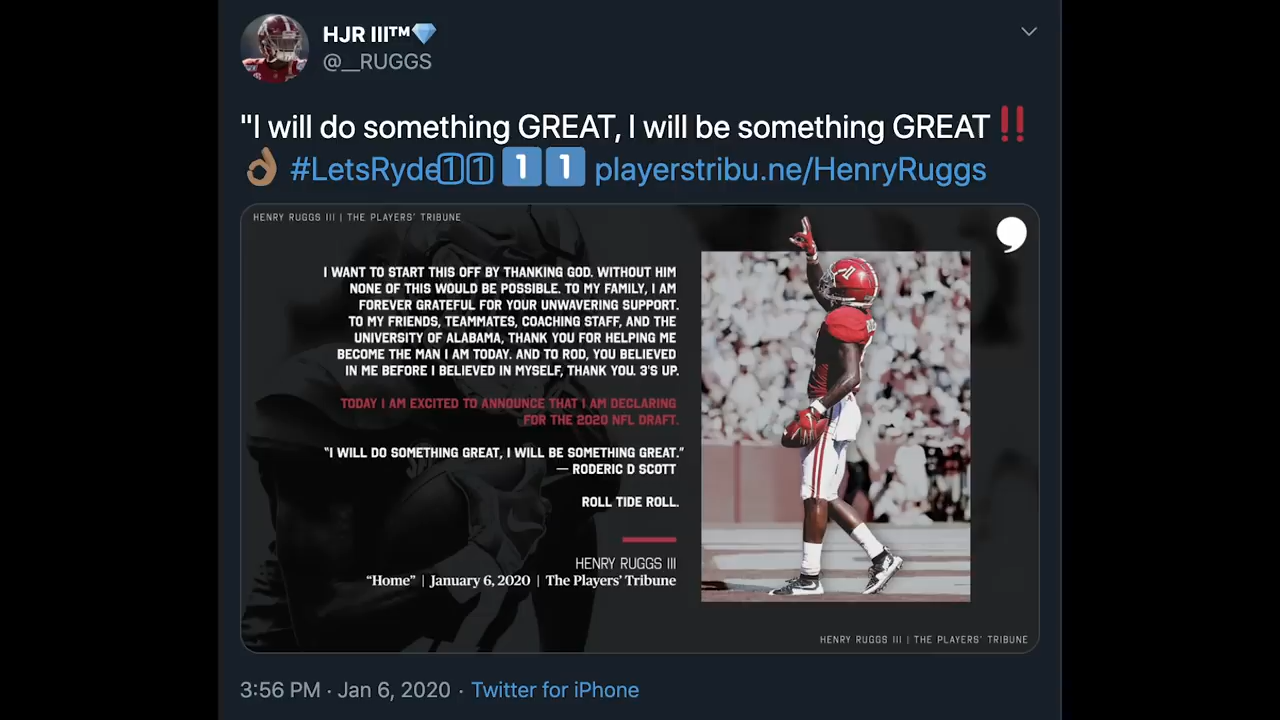 HJR III™💎
@__RUGGS
"I will do something GREAT, I will be something GREAT‼️
👌🏽 #LetsRyde1️⃣1️⃣ 1️⃣1️⃣ playerstribu.ne/HenryRuggs
HENRY RUGGS III | THE PLAYERS' TRIBUNE
I WANT TO START THIS OFF BY THANKING GOD. WITHOUT HIM
NONE OF THIS WOULD BE POSSIBLE. TO MY FAMILY, I AM
FOREVER GRATEFUL FOR YOUR UNWAVERING SUPPORT.
TO MY FRIENDS, TEAMMATES, COACHING STAFF, AND THE
UNIVERSITY OF ALABAMA, THANK YOU FOR HELPING ME
BECOME THE MAN I AM TODAY. AND TO ROD, YOU BELIEVED
IN ME BEFORE I BELIEVED IN MYSELF, THANK YOU. 3'S UP.
TODAY I AM EXCITED TO ANNOUNCE THAT I AM DECLARING
FOR THE 2020 NFL DRAFT.
"I WILL DO SOMETHING GREAT, I WILL BE SOMETHING GREAT."
— RODERIC D SCOTT
ROLL TIDE ROLL.
HENRY RUGGS III
"Home" | January 6, 2020 | The Players' Tribune
HENRY RUGGS III | THE PLAYERS' TRIBUNE
3:56 PM · Jan 6, 2020 · Twitter for iPhone